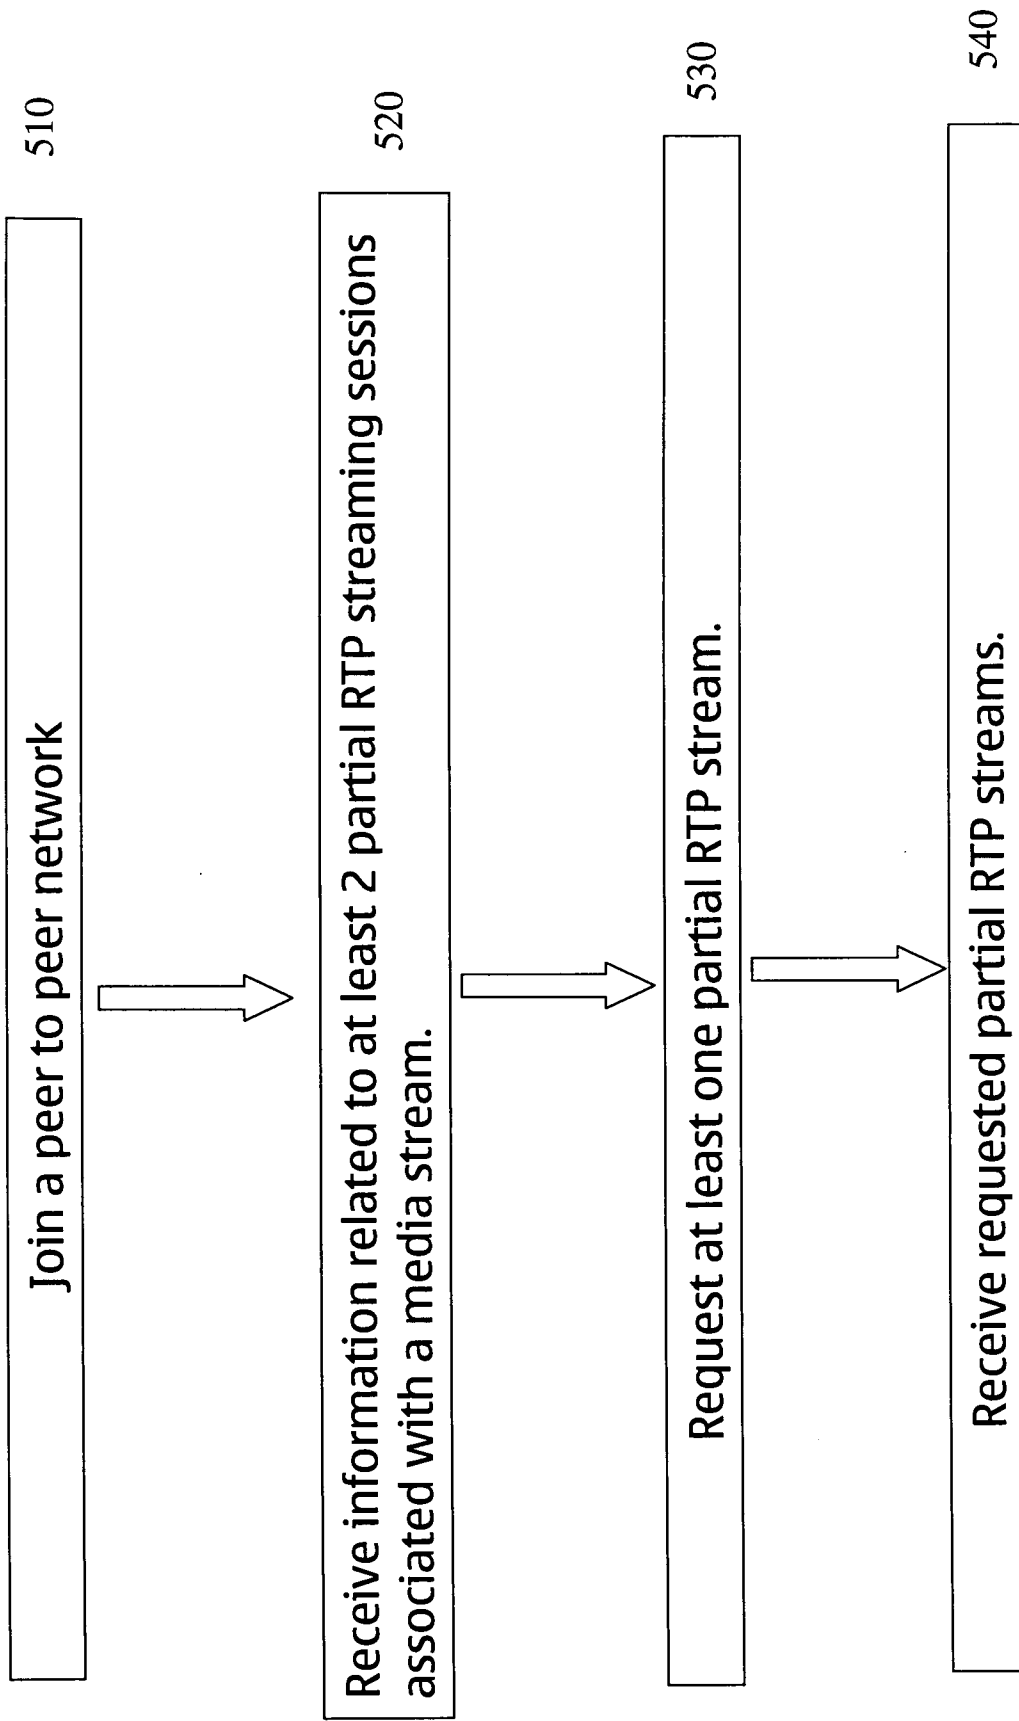 Join a peer to peer network
510
Receive information related to at least 2 partial RTP streaming sessions
associated with a media stream.
520
Request at least one partial RTP stream.
530
Receive requested partial RTP streams.
540